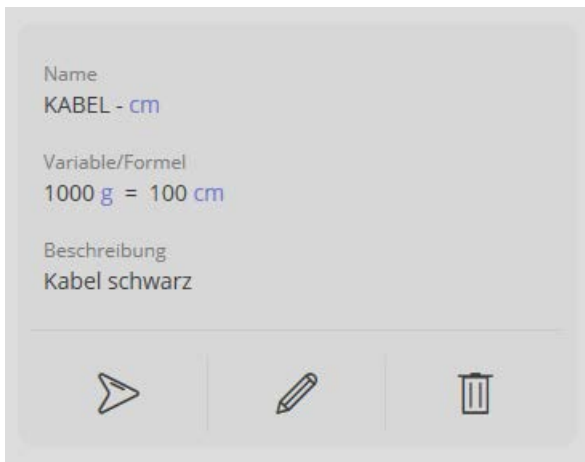 Name
KABEL - cm
Variable/Formel
1000 g = 100 cm
Beschreibung
Kabel schwarz